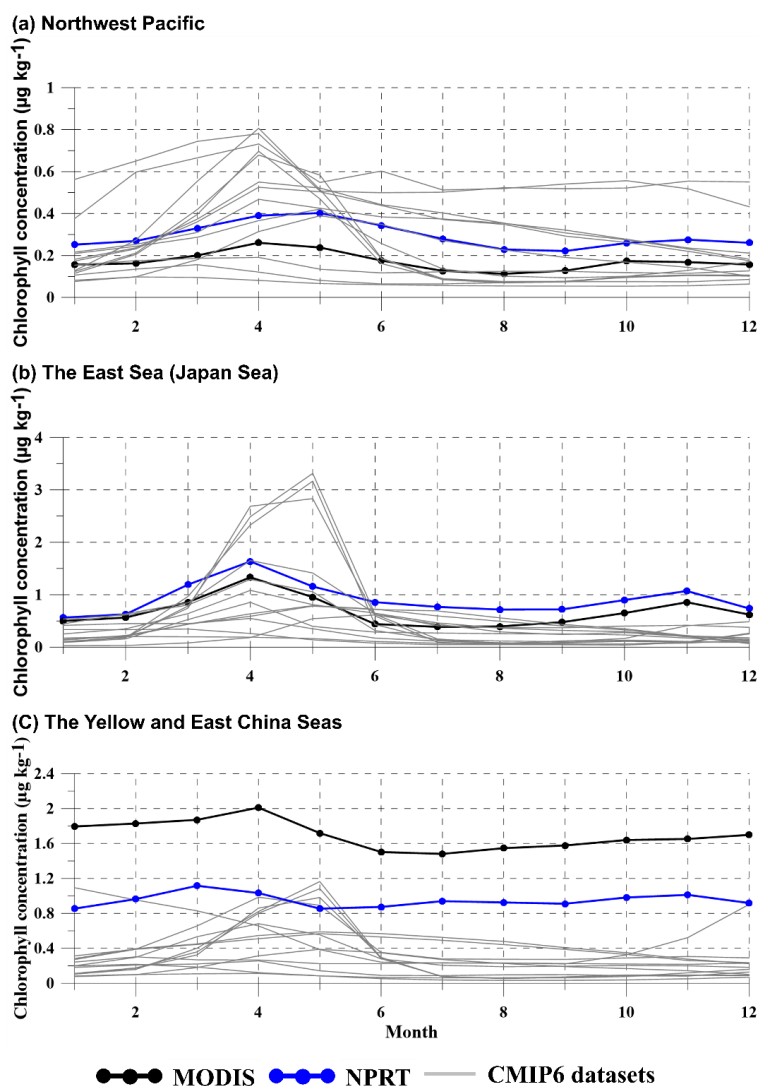 (a) Northwest Pacific
Chlorophyll concentration (µg kg⁻¹)
1
0.8
0.6
0.4
0.2
0
2 4 6 8 10 12
(b) The East Sea (Japan Sea)
Chlorophyll concentration (µg kg⁻¹)
4
3
2
1
0
2 4 6 8 10 12
(C) The Yellow and East China Seas
Chlorophyll concentration (µg kg⁻¹)
2.4
2
1.6
1.2
0.8
0.4
0
2 4 6 8 10 12
Month
MODIS NPRT CMIP6 datasets